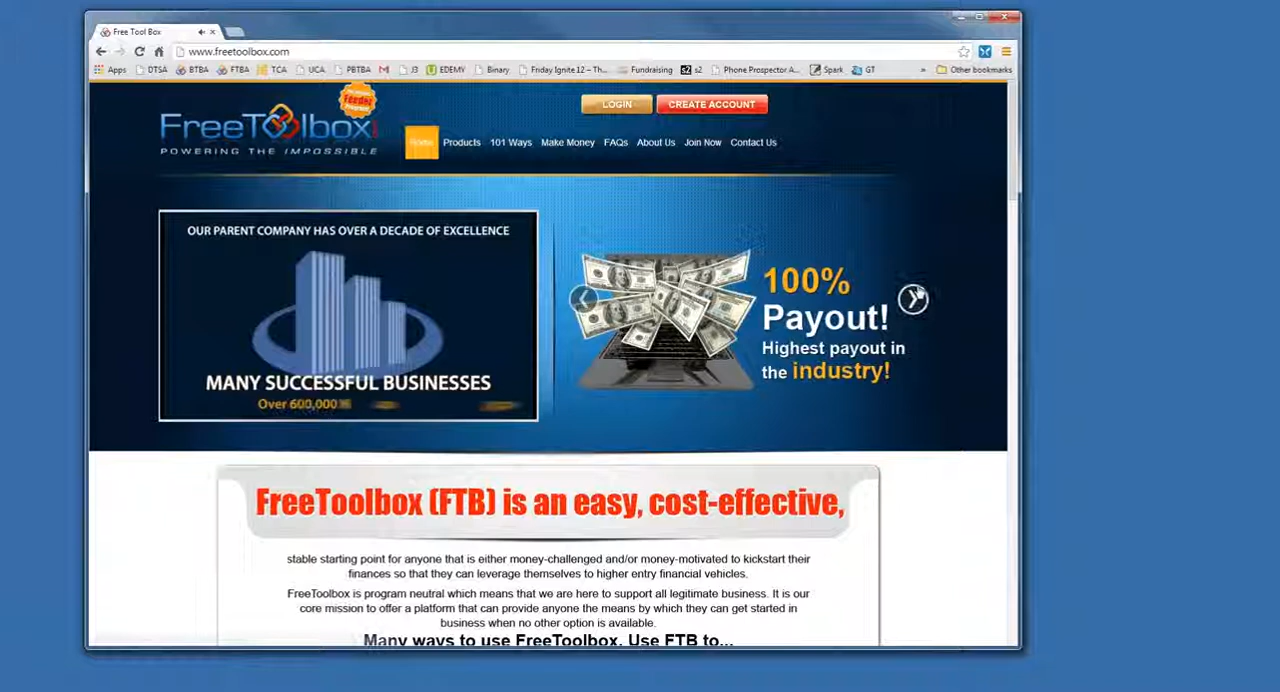 Free Tool Box
www.freetoolbox.com
Apps DTSA BTBA FTBA TCA UCA PBTBA J3 EDEMY Binary Friday Ignite 12 – Th... Fundraising s2 Phone Prospector A... Spark GT » Other bookmarks
Feeder
LOGIN CREATE ACCOUNT
FreeToolbox
POWERING THE IMPOSSIBLE
Home Products 101 Ways Make Money FAQs About Us Join Now Contact Us
OUR PARENT COMPANY HAS OVER A DECADE OF EXCELLENCE
MANY SUCCESSFUL BUSINESSES
Over 600,000
100%
Payout!
Highest payout in
the industry!
FreeToolbox (FTB) is an easy, cost-effective,
stable starting point for anyone that is either money-challenged and/or money-motivated to kickstart their
finances so that they can leverage themselves to higher entry financial vehicles.
FreeToolbox is program neutral which means that we are here to support all legitimate business. It is our
core mission to offer a platform that can provide anyone the means by which they can get started in
business when no other option is available.
Many ways to use FreeToolbox. Use FTB to...